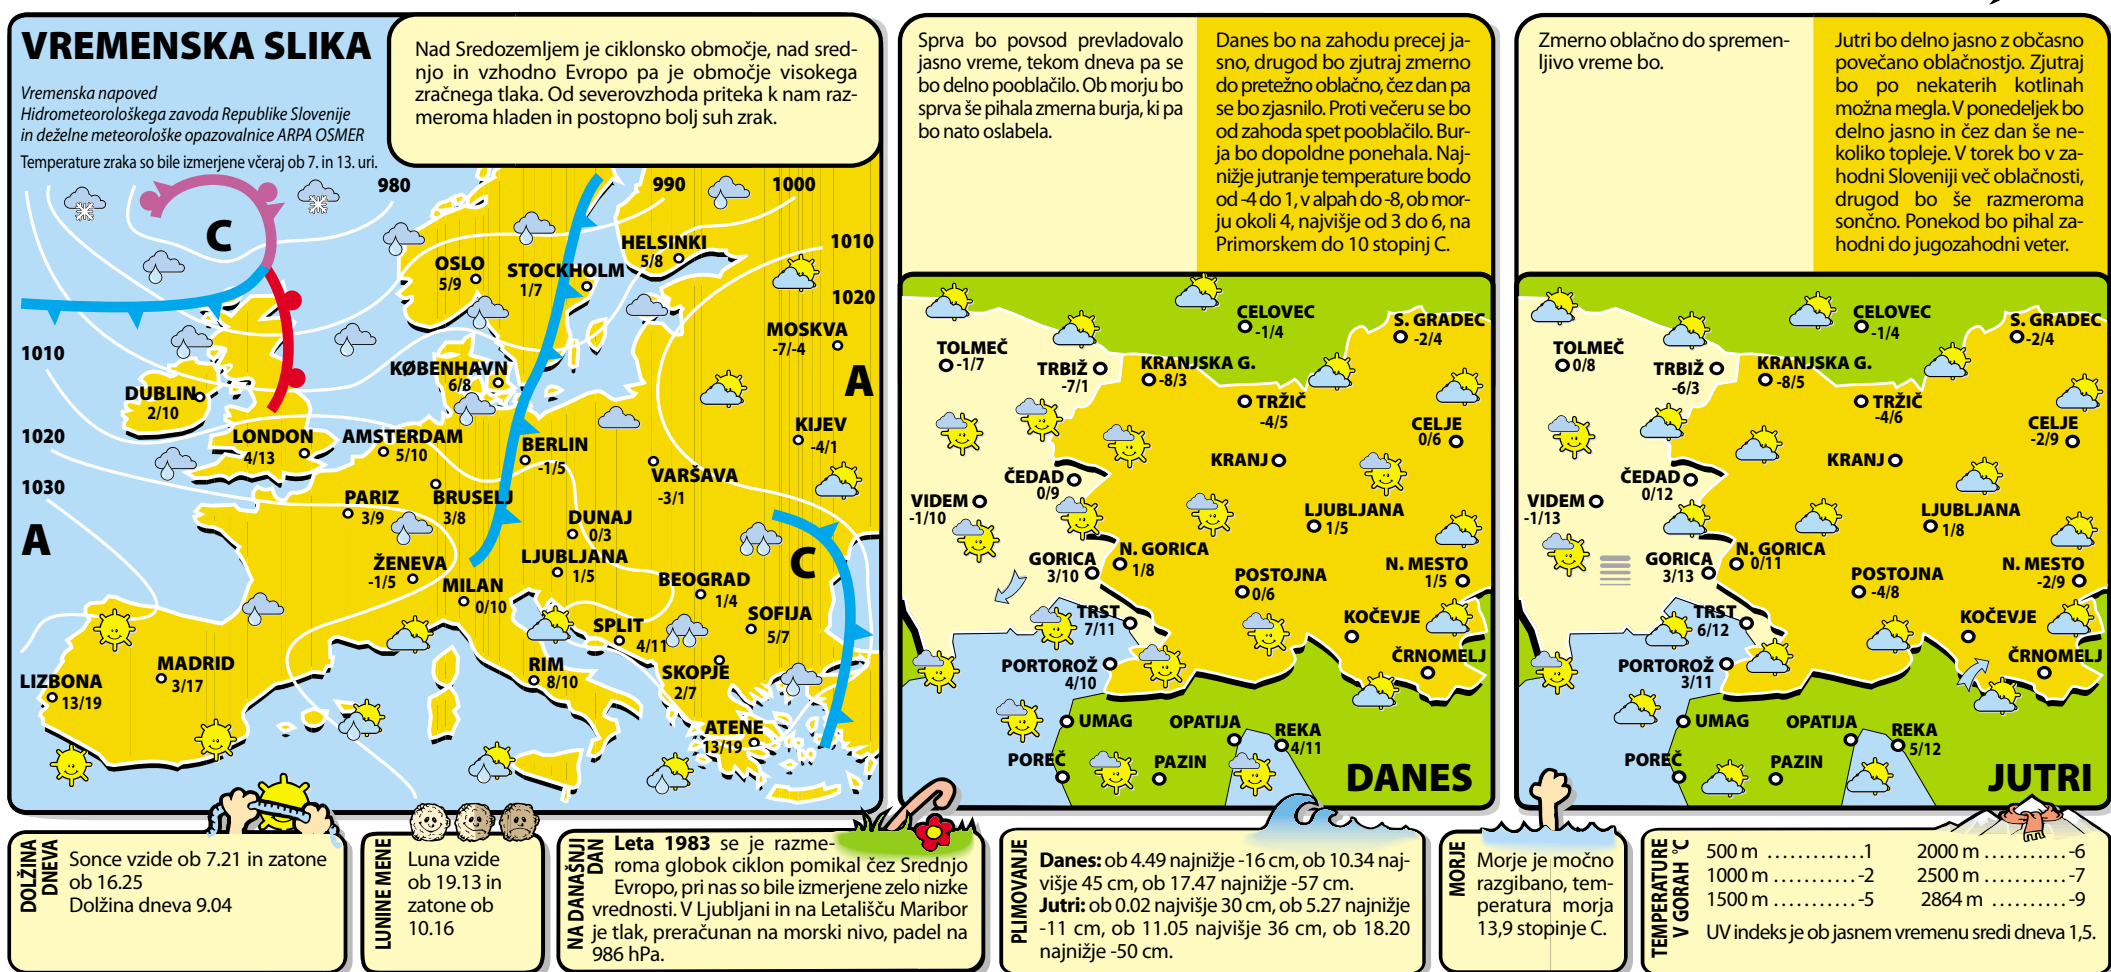 VREMENSKA SLIKA
Vremenska napoved
Hidrometeorološkega zavoda Republike Slovenije
in deželne meteorološke opazovalnice ARPA OSMER
Temperature zraka so bile izmerjene včeraj ob 7. in 13. uri.
Nad Sredozemljem je ciklonsko območje, nad sred-
njo in vzhodno Evropo pa je območje visokega
zračnega tlaka. Od severovzhoda priteka k nam raz-
meroma hladen in postopno bolj suh zrak.
980
990
1000
C
1010
HELSINKI
5/8
OSLO
5/9
STOCKHOLM
1/7
1020
MOSKVA
-7/-4
1010
KØBENHAVN
6/8
A
DUBLIN
2/10
1020
LONDON
4/13
AMSTERDAM
5/10
BERLIN
-1/5
KIJEV
-4/1
VARŠAVA
-3/1
1030
PARIZ
3/9
BRUSELJ
3/8
DUNAJ
0/3
A
C
ŽENEVA
-1/5
LJUBLJANA
1/5
MILAN
0/10
BEOGRAD
1/4
SOFIJA
5/7
SPLIT
4/11
LIZBONA
13/19
MADRID
3/17
RIM
8/10
SKOPJE
2/7
ATENE
13/19
Sprva bo povsod prevladovalo
jasno vreme, tekom dneva pa se
bo delno pooblačilo. Ob morju bo
sprva še pihala zmerna burja, ki pa
bo nato oslabela.
Danes bo na zahodu precej ja-
sno, drugod bo zjutraj zmerno
do pretežno oblačno, čez dan pa
se bo zjasnilo. Proti večeru se bo
od zahoda spet pooblačilo. Bur-
ja bo dopoldne ponehala. Naj-
nižje jutranje temperature bodo
od -4 do 1, v alpah do -8, ob mor-
ju okoli 4, najvišje od 3 do 6, na
Primorskem do 10 stopinj C.
CELOVEC
-1/4
S. GRADEC
-2/4
TOLMEČ
-1/7
TRBIŽ
-7/1
KRANJSKA G.
-8/3
TRŽIČ
-4/5
CELJE
0/6
KRANJ
ČEDAD
0/9
VIDEM
-1/10
LJUBLJANA
1/5
GORICA
3/10
N. GORICA
1/8
POSTOJNA
0/6
N. MESTO
1/5
TRST
7/11
KOČEVJE
PORTOROŽ
4/10
ČRNOMELJ
UMAG
OPATIJA
REKA
4/11
POREČ
PAZIN
DANES
Zmerno oblačno do spremen-
ljivo vreme bo.
Jutri bo delno jasno z občasno
povečano oblačnostjo. Zjutraj
bo po nekaterih kotlinah
možna megla. V ponedeljek bo
delno jasno in čez dan še ne-
koliko topleje. V torek bo v za-
hodni Sloveniji več oblačnosti,
drugod bo še razmeroma
sončno. Ponekod bo pihal za-
hodni do jugozahodni veter.
CELOVEC
-1/4
S. GRADEC
-2/4
TOLMEČ
0/8
TRBIŽ
-6/3
KRANJSKA G.
-8/5
TRŽIČ
-4/6
CELJE
-2/9
KRANJ
ČEDAD
0/12
VIDEM
-1/13
LJUBLJANA
1/8
GORICA
3/13
N. GORICA
0/11
POSTOJNA
-4/8
N. MESTO
-2/9
TRST
6/12
KOČEVJE
PORTOROŽ
3/11
ČRNOMELJ
UMAG
OPATIJA
REKA
5/12
POREČ
PAZIN
JUTRI
DOLŽINA
DNEVA
Sonce vzide ob 7.21 in zatone
ob 16.25
Dolžina dneva 9.04
LUNINE MENE
Luna vzide
ob 19.13 in
zatone ob
10.16
NA DANAŠNJI
DAN
Leta 1983 se je razme-
roma globok ciklon pomikal čez Srednjo
Evropo, pri nas so bile izmerjene zelo nizke
vrednosti. V Ljubljani in na Letališču Maribor
je tlak, preračunan na morski nivo, padel na
986 hPa.
PLIMOVANJE
Danes: ob 4.49 najnižje -16 cm, ob 10.34 naj-
višje 45 cm, ob 17.47 najnižje -57 cm.
Jutri: ob 0.02 najvišje 30 cm, ob 5.27 najnižje
-11 cm, ob 11.05 najvišje 36 cm, ob 18.20
najnižje -50 cm.
MORJE
Morje je močno
razgibano, tem-
peratura morja
13,9 stopinje C.
TEMPERATURE °C
V GORAH
500 m .............1
1000 m ...........-2
1500 m ...........-5
2000 m ...........-6
2500 m ...........-7
2864 m ..........-9
UV indeks je ob jasnem vremenu sredi dneva 1,5.